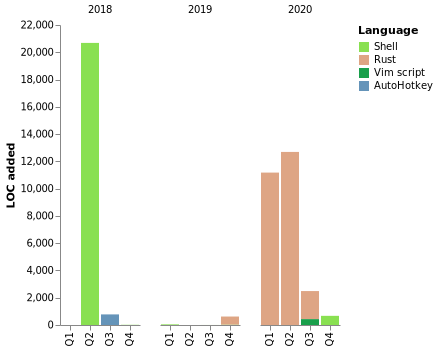 2018 2019 2020
Language
Shell
Rust
Vim script
AutoHotkey
LOC added
22,000
20,000
18,000
16,000
14,000
12,000
10,000
8,000
6,000
4,000
2,000
0
Q1 Q2 Q3 Q4 Q1 Q2 Q3 Q4 Q1 Q2 Q3 Q4